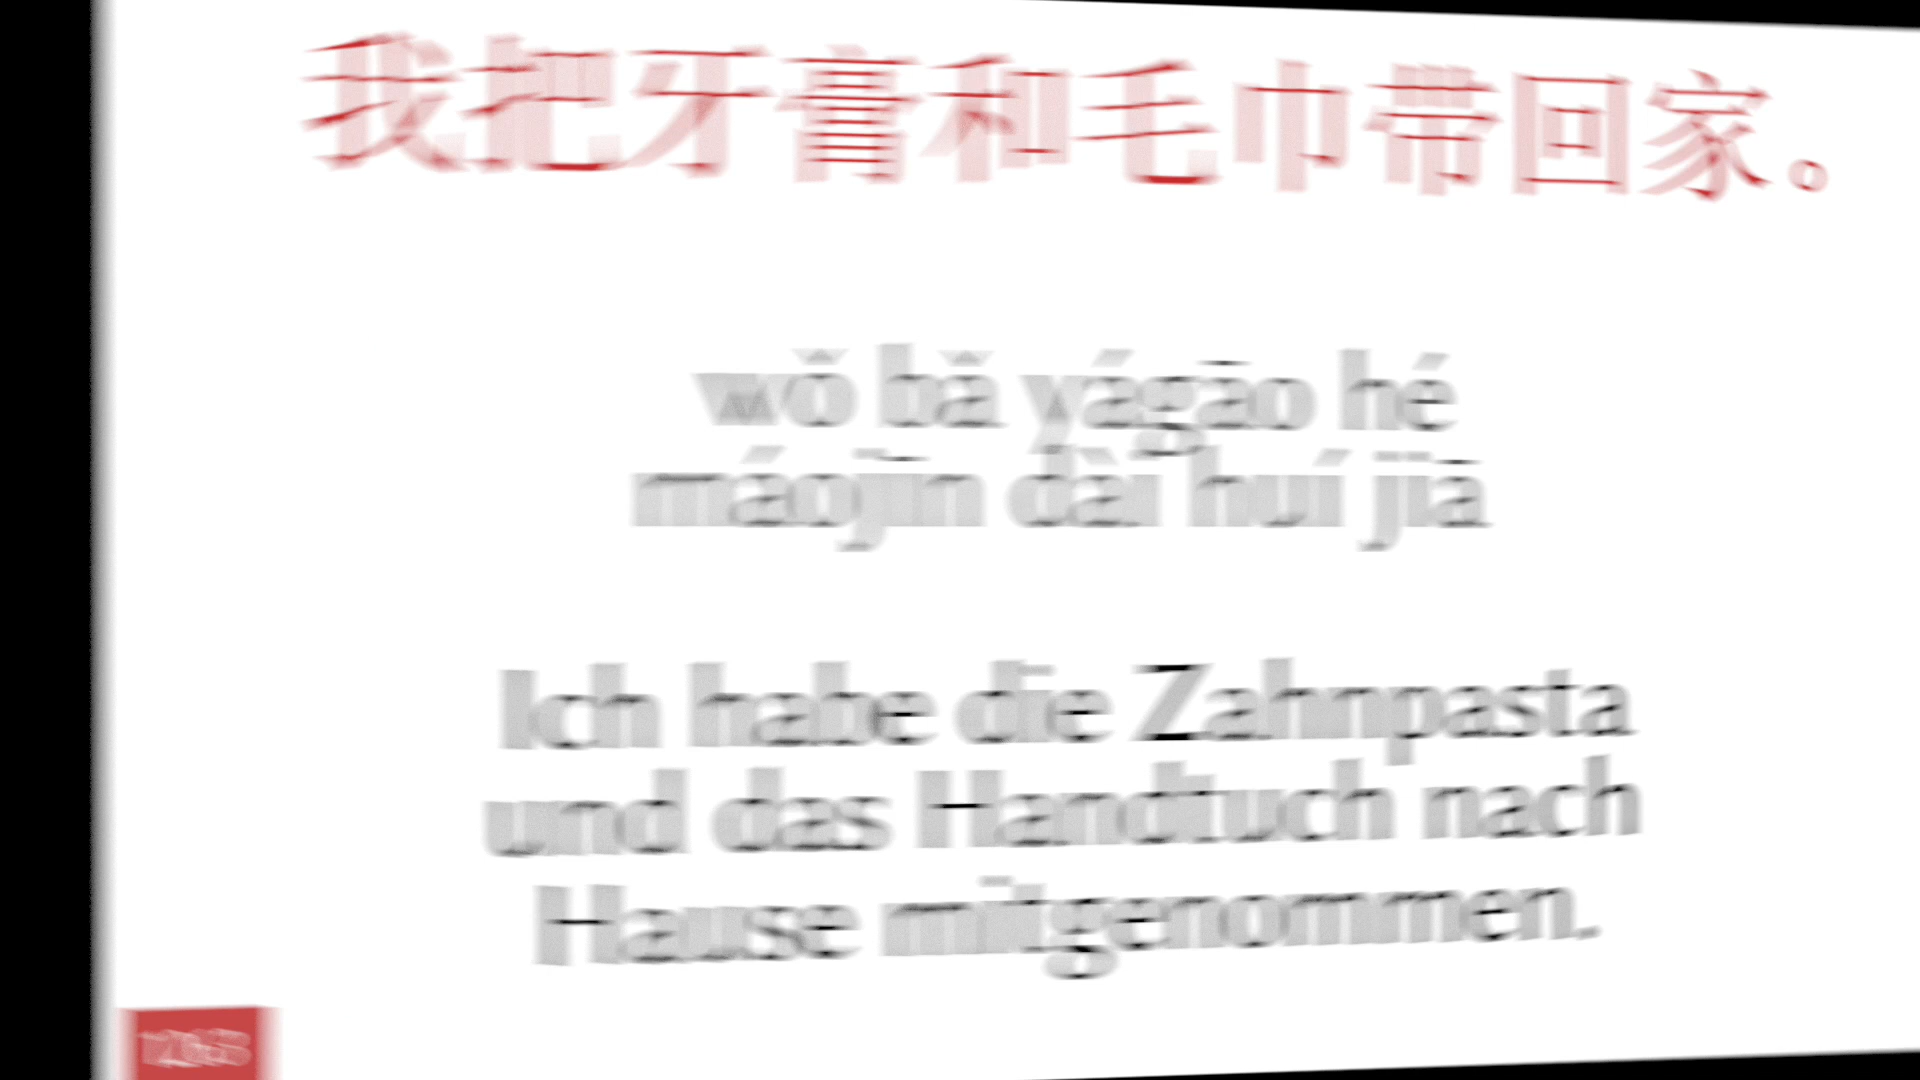 我把牙膏和毛巾带回家。
wǒ bǎ yágāo hé
máojīn dài huí jiā
Ich habe die Zahnpasta
und das Handtuch nach
Hause mitgenommen.